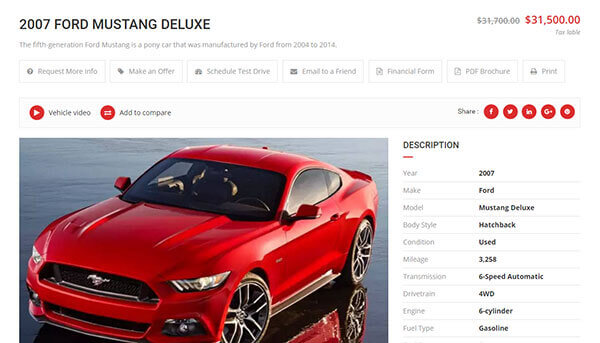 2007 FORD MUSTANG DELUXE
$31,700.00 $31,500.00
Tax lable
The fifth-generation Ford Mustang is a pony car that was manufactured by Ford from 2004 to 2014.
Request More Info
Make an Offer
Schedule Test Drive
Email to a Friend
Financial Form
PDF Brochure
Print
Vehicle video
Add to compare
Share :
DESCRIPTION
Year 2007
Make Ford
Model Mustang Deluxe
Body Style Hatchback
Condition Used
Mileage 3,258
Transmission 6-Speed Automatic
Drivetrain 4WD
Engine 6-cylinder
Fuel Type Gasoline